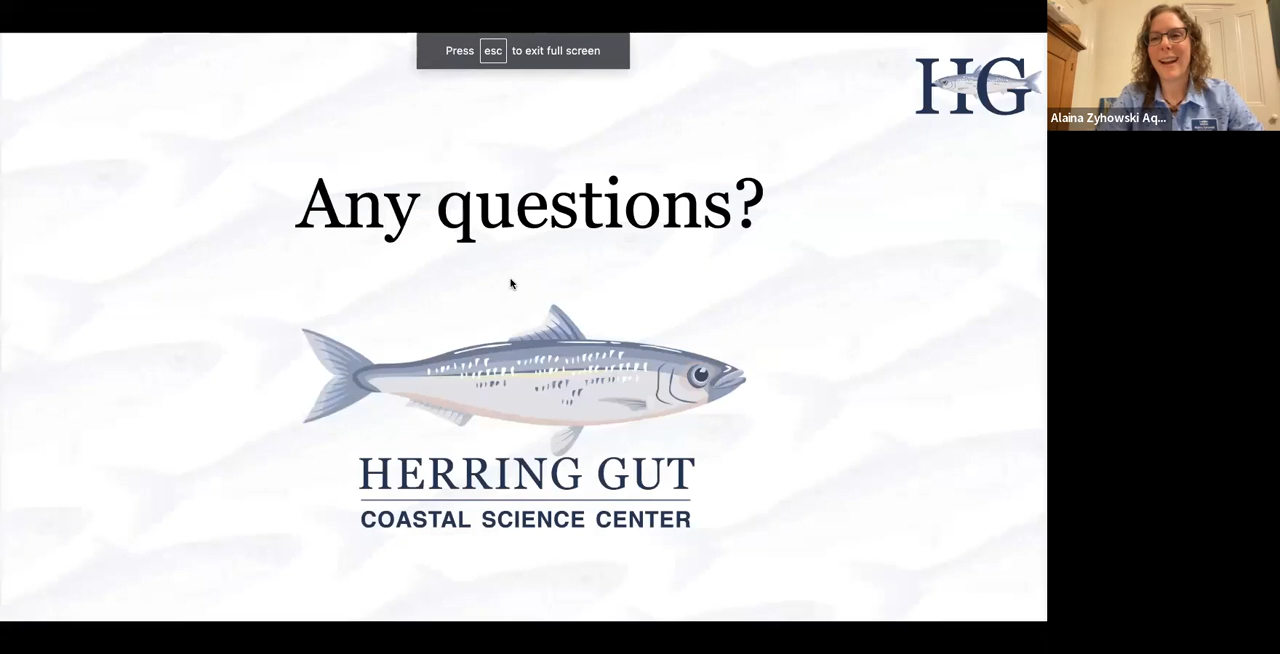 Press esc to exit full screen
HG
Alaina Zyhowski Aq...
Any questions?
HERRING GUT
COASTAL SCIENCE CENTER